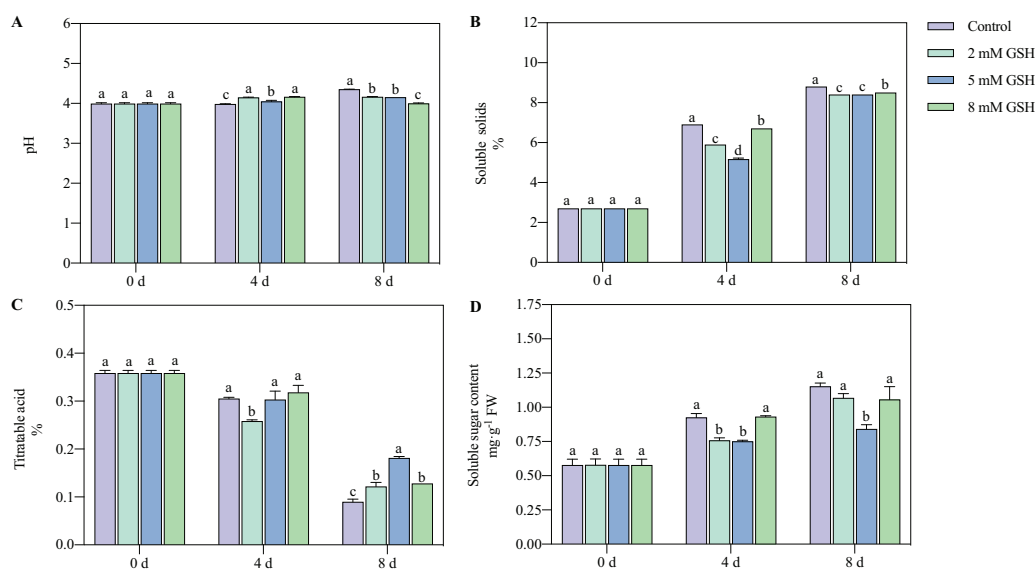 A
pH
6
5
4
3
2
1
0
a a a a
c a b a
a b b c
0 d 4 d 8 d
B
Soluble solids
%
12
10
8
6
4
2
0
a a a a
a c d b
a c c b
0 d 4 d 8 d
Control
2 mM GSH
5 mM GSH
8 mM GSH
C
Titratable acid
%
0.5
0.4
0.3
0.2
0.1
0.0
a a a a
a b a a
c b a b
0 d 4 d 8 d
D
Soluble sugar content
mg·g⁻¹ FW
1.75
1.50
1.25
1.00
0.75
0.50
0.00
a a a a
a b b a
a a b a
0 d 4 d 8 d